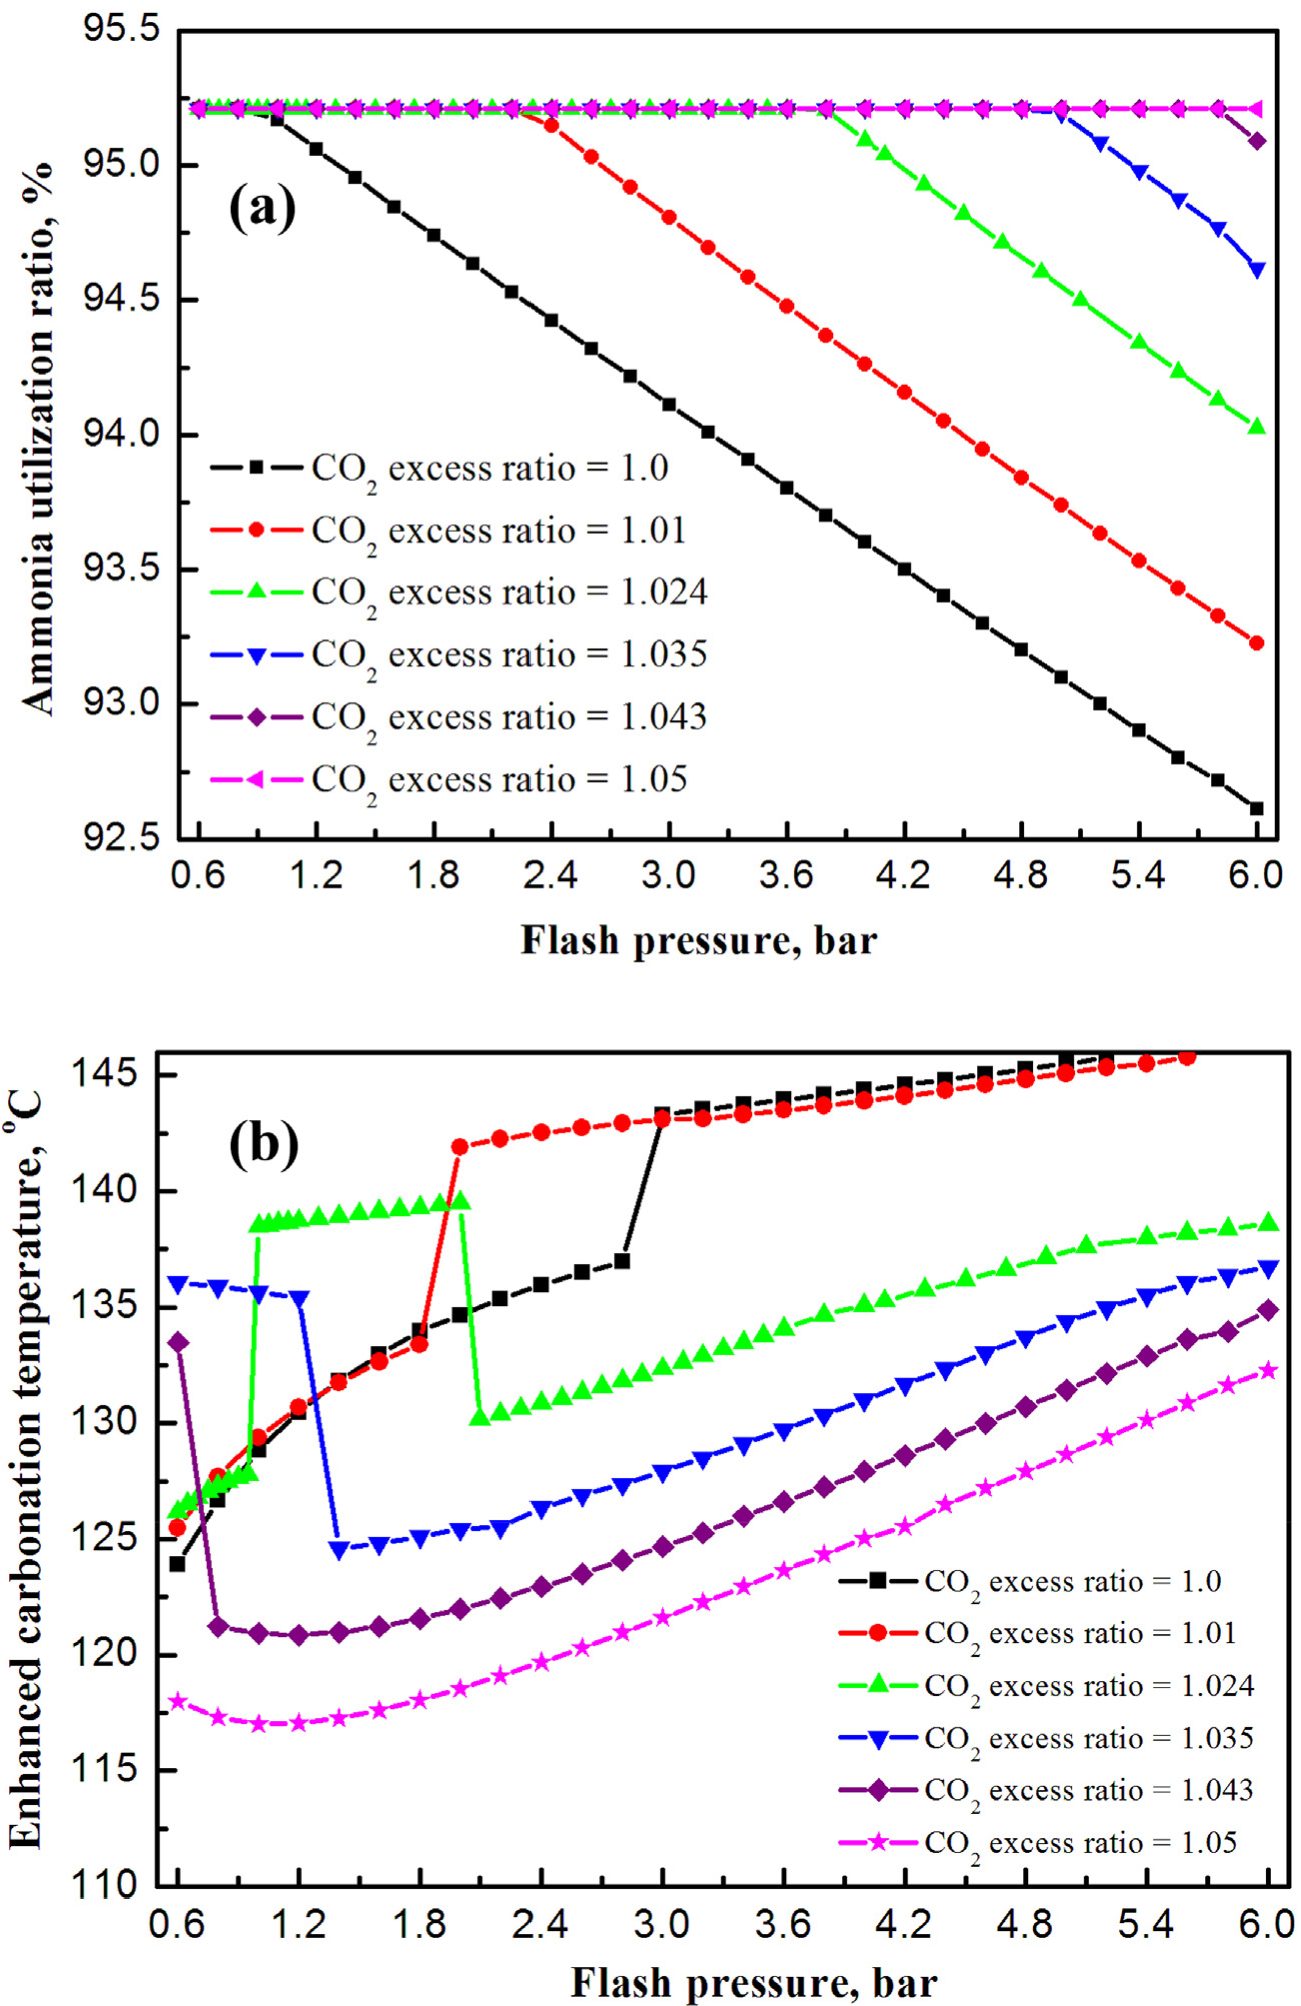 95.5
95.0
94.5
94.0
93.5
93.0
92.5
Ammonia utilization ratio, %
(a)
CO₂ excess ratio = 1.0
CO₂ excess ratio = 1.01
CO₂ excess ratio = 1.024
CO₂ excess ratio = 1.035
CO₂ excess ratio = 1.043
CO₂ excess ratio = 1.05
0.6 1.2 1.8 2.4 3.0 3.6 4.2 4.8 5.4 6.0
Flash pressure, bar
145
140
135
130
125
120
115
110
Enhanced carbonation temperature, °C
(b)
CO₂ excess ratio = 1.0
CO₂ excess ratio = 1.01
CO₂ excess ratio = 1.024
CO₂ excess ratio = 1.035
CO₂ excess ratio = 1.043
CO₂ excess ratio = 1.05
0.6 1.2 1.8 2.4 3.0 3.6 4.2 4.8 5.4 6.0
Flash pressure, bar